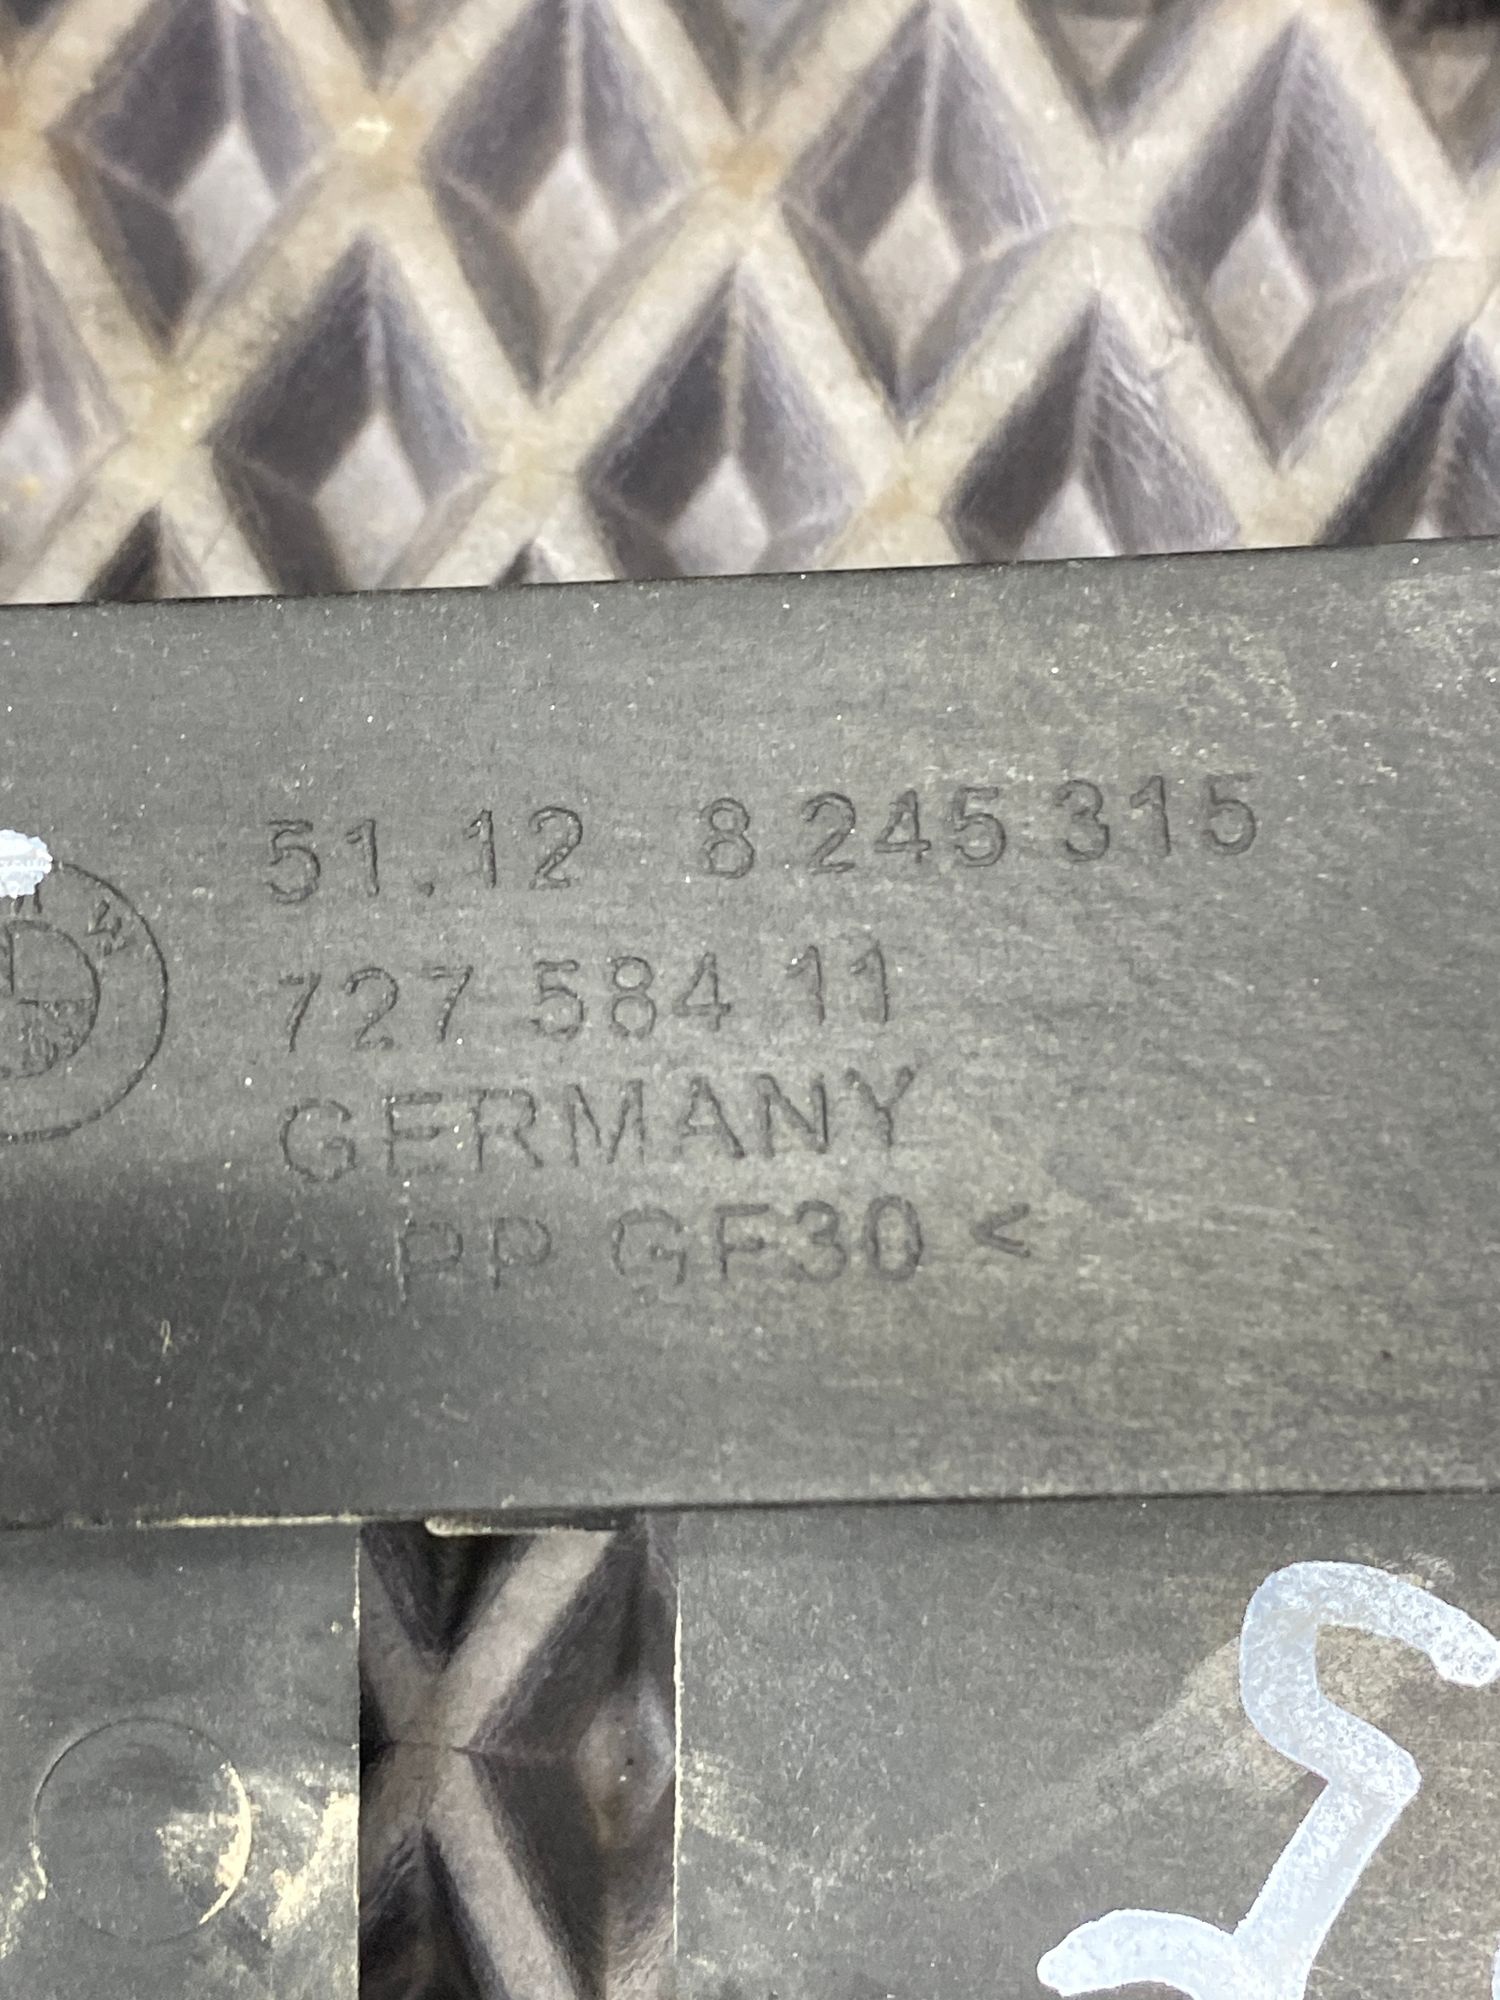 51.12 8 245 315
727 584 11
GERMANY
> PP GF30 <